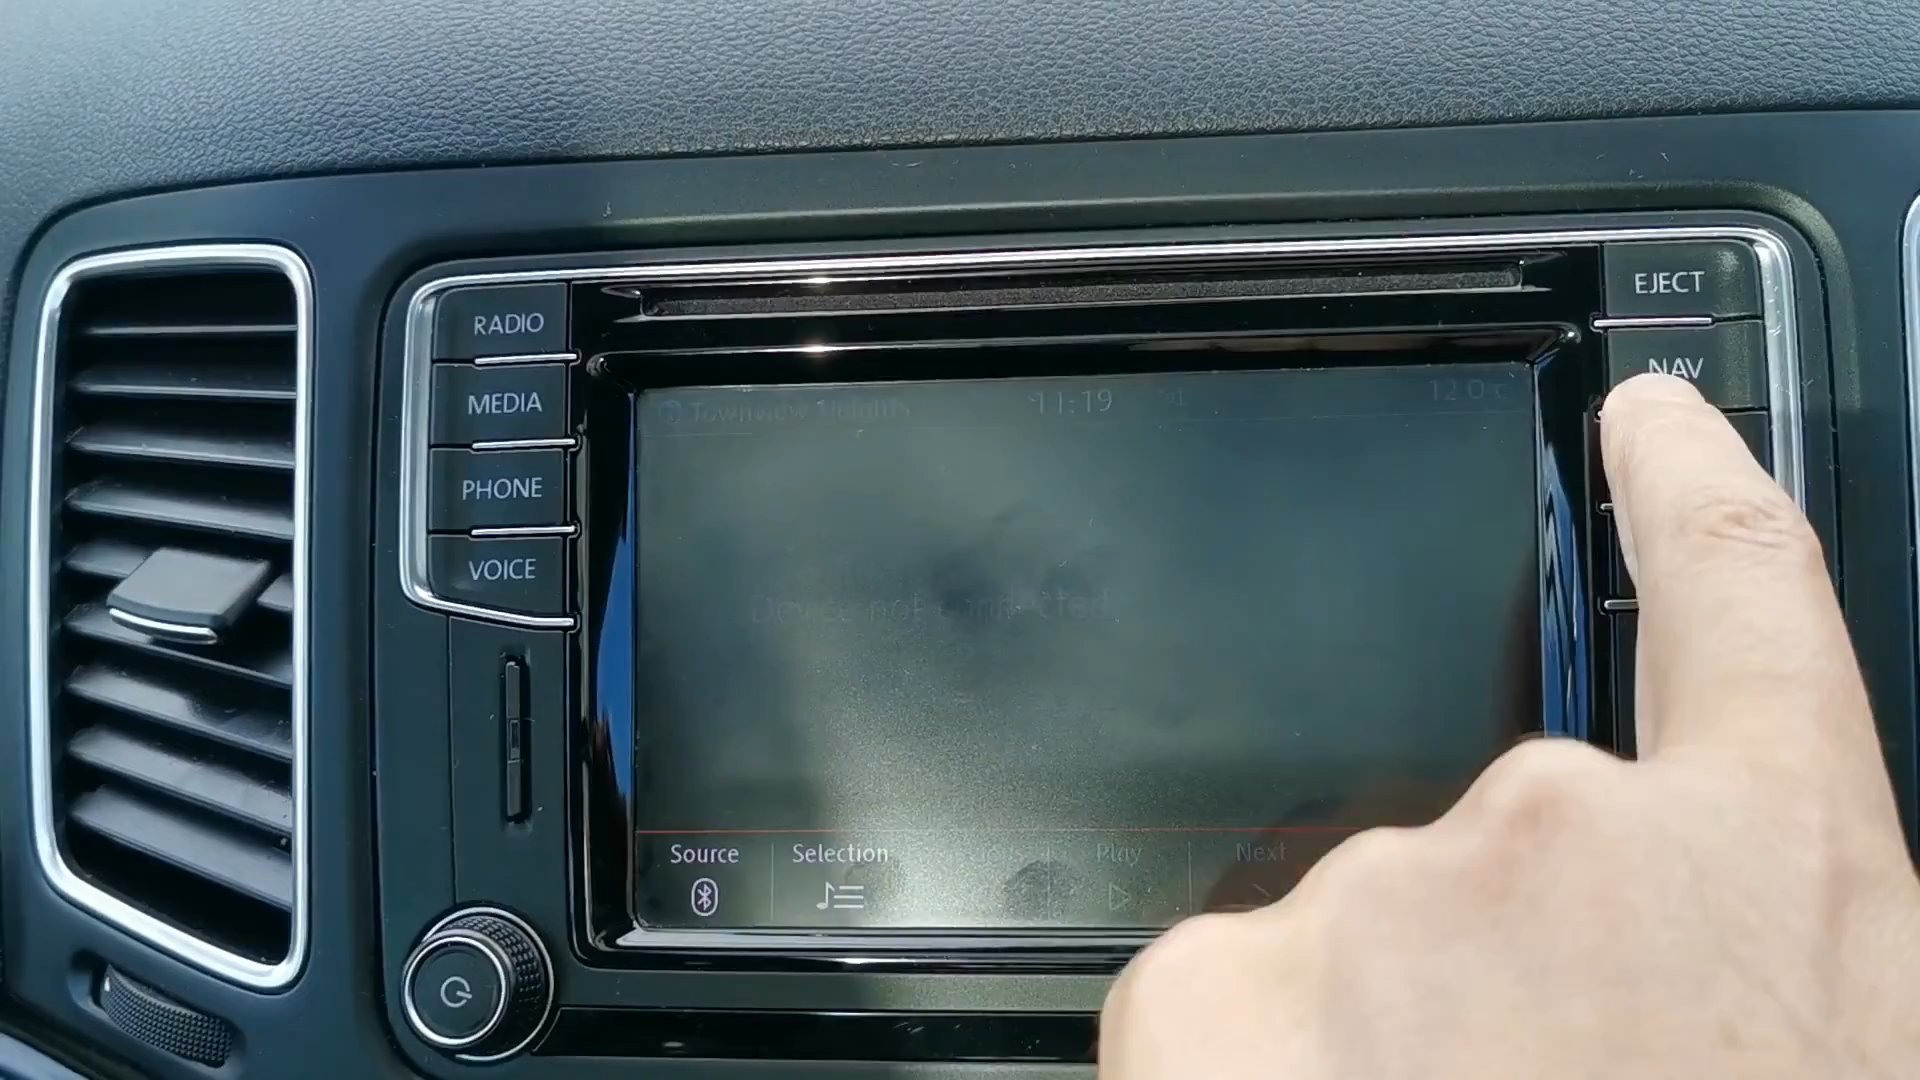 EJECT
RADIO
NAV
MEDIA
Townview Heights 11:19 12.0°C
PHONE
VOICE
Device not connected.
Source Selection Play Next